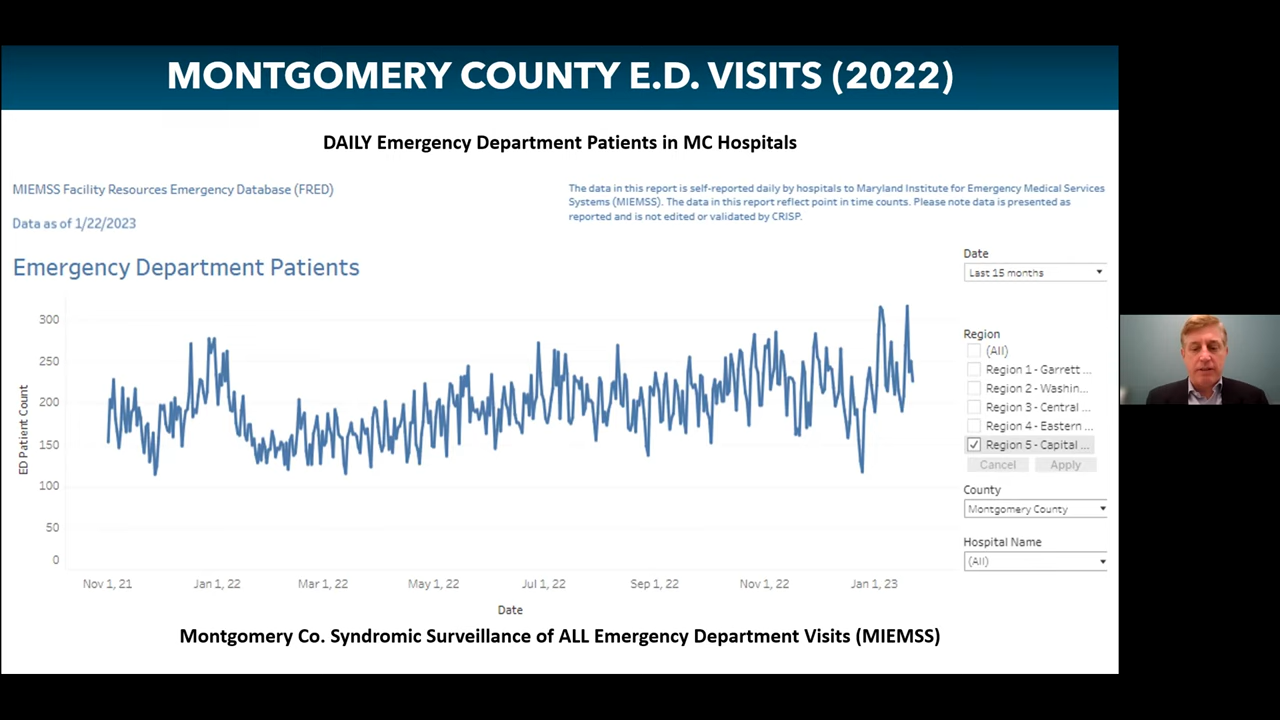 MONTGOMERY COUNTY E.D. VISITS (2022)
DAILY Emergency Department Patients in MC Hospitals
MIEMSS Facility Resources Emergency Database (FRED)
Data as of 1/22/2023
The data in this report is self-reported daily by hospitals to Maryland Institute for Emergency Medical Services
Systems (MIEMSS). The data in this report reflect point in time counts. Please note data is presented as
reported and is not edited or validated by CRISP.
Emergency Department Patients
ED Patient Count
300
250
200
150
100
50
0
Nov 1, 21
Jan 1, 22
Mar 1, 22
May 1, 22
Jul 1, 22
Sep 1, 22
Nov 1, 22
Jan 1, 23
Date
Date
Last 15 months
Region
(All)
Region 1 - Garrett ...
Region 2 - Washin...
Region 3 - Central ...
Region 4 - Eastern ...
Region 5 - Capital ...
Cancel Apply
County
Montgomery County
Hospital Name
(All)
Montgomery Co. Syndromic Surveillance of ALL Emergency Department Visits (MIEMSS)